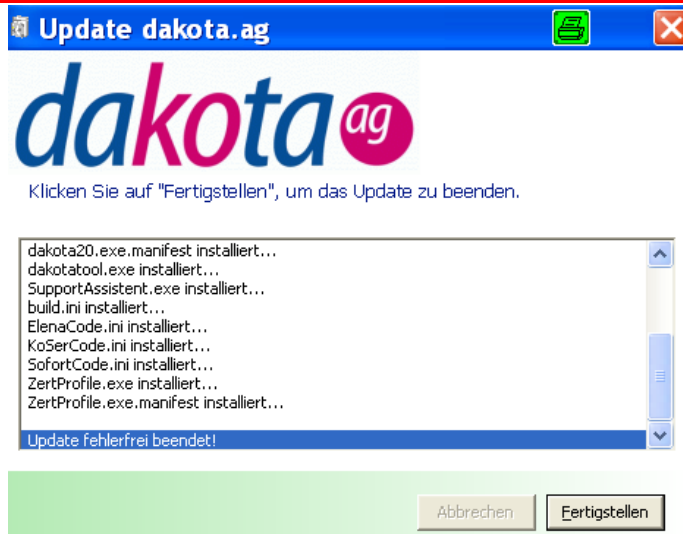 Update dakota.ag
dakota ag
Klicken Sie auf "Fertigstellen", um das Update zu beenden.
dakota20.exe.manifest installiert...
dakotatool.exe installiert...
SupportAssistent.exe installiert...
build.ini installiert...
ElenaCode.ini installiert...
KoSerCode.ini installiert...
SofortCode.ini installiert...
ZertProfile.exe installiert...
ZertProfile.exe.manifest installiert...
Update fehlerfrei beendet!
Abbrechen
Fertigstellen